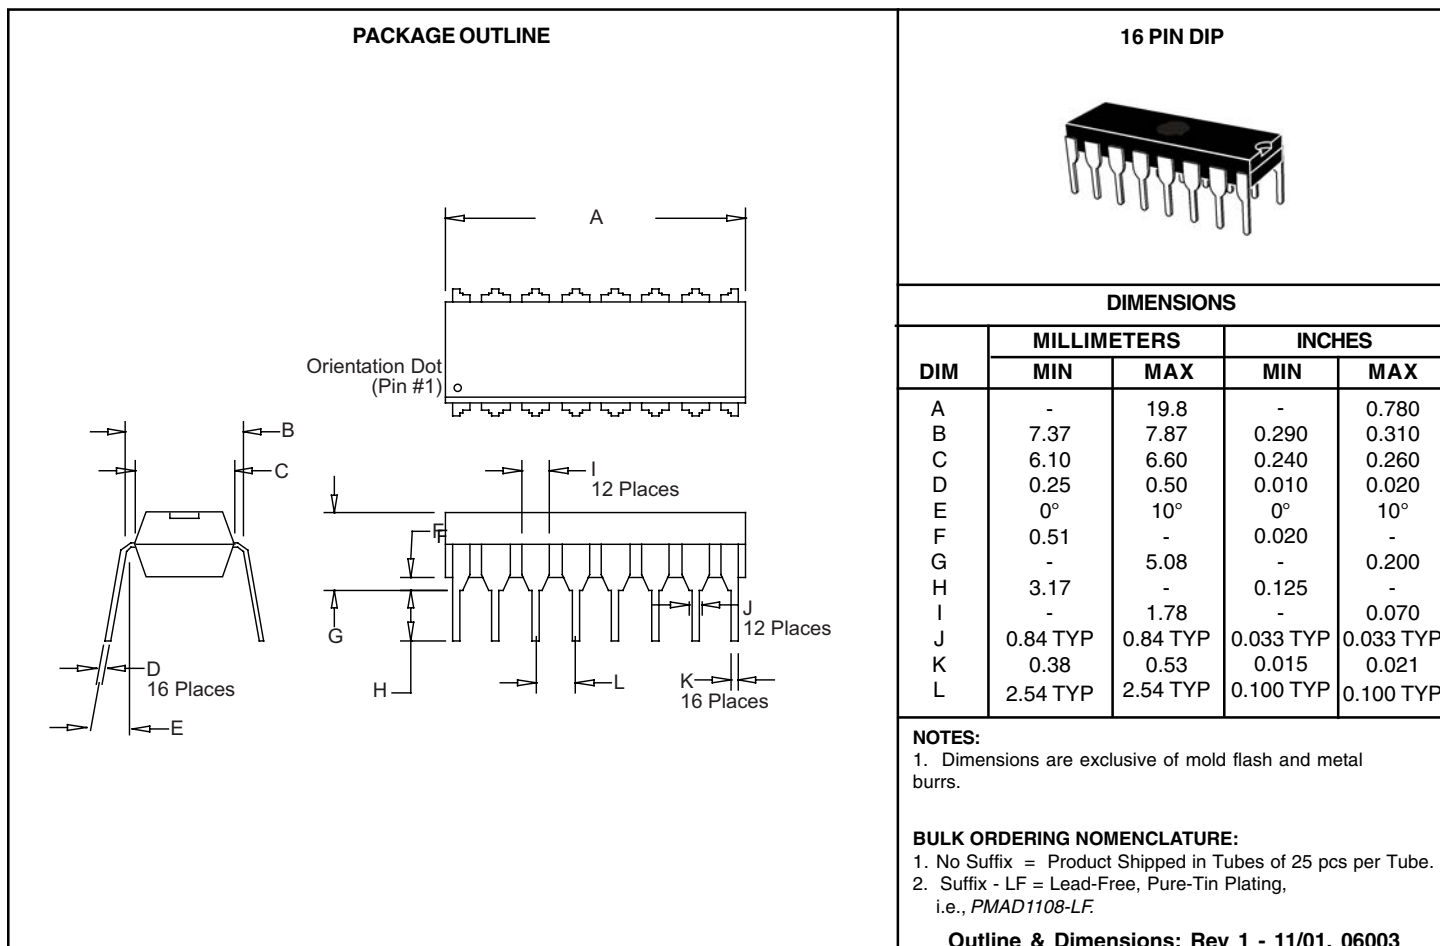 PACKAGE OUTLINE
A
Orientation Dot
(Pin #1)
B
C
I
12 Places
F
F
G
J
12 Places
D
16 Places
H
L
K
16 Places
E
16 PIN DIP
DIMENSIONS
MILLIMETERS INCHES
DIM MIN MAX MIN MAX
A - 19.8 - 0.780
B 7.37 7.87 0.290 0.310
C 6.10 6.60 0.240 0.260
D 0.25 0.50 0.010 0.020
E 0° 10° 0° 10°
F 0.51 - 0.020 -
G - 5.08 - 0.200
H 3.17 - 0.125 -
I - 1.78 - 0.070
J 0.84 TYP 0.84 TYP 0.033 TYP 0.033 TYP
K 0.38 0.53 0.015 0.021
L 2.54 TYP 2.54 TYP 0.100 TYP 0.100 TYP
NOTES:
1. Dimensions are exclusive of mold flash and metal
burrs.
BULK ORDERING NOMENCLATURE:
1. No Suffix = Product Shipped in Tubes of 25 pcs per Tube.
2. Suffix - LF = Lead-Free, Pure-Tin Plating,
i.e., PMAD1108-LF.
Outline & Dimensions: Rev 1 - 11/01, 06003